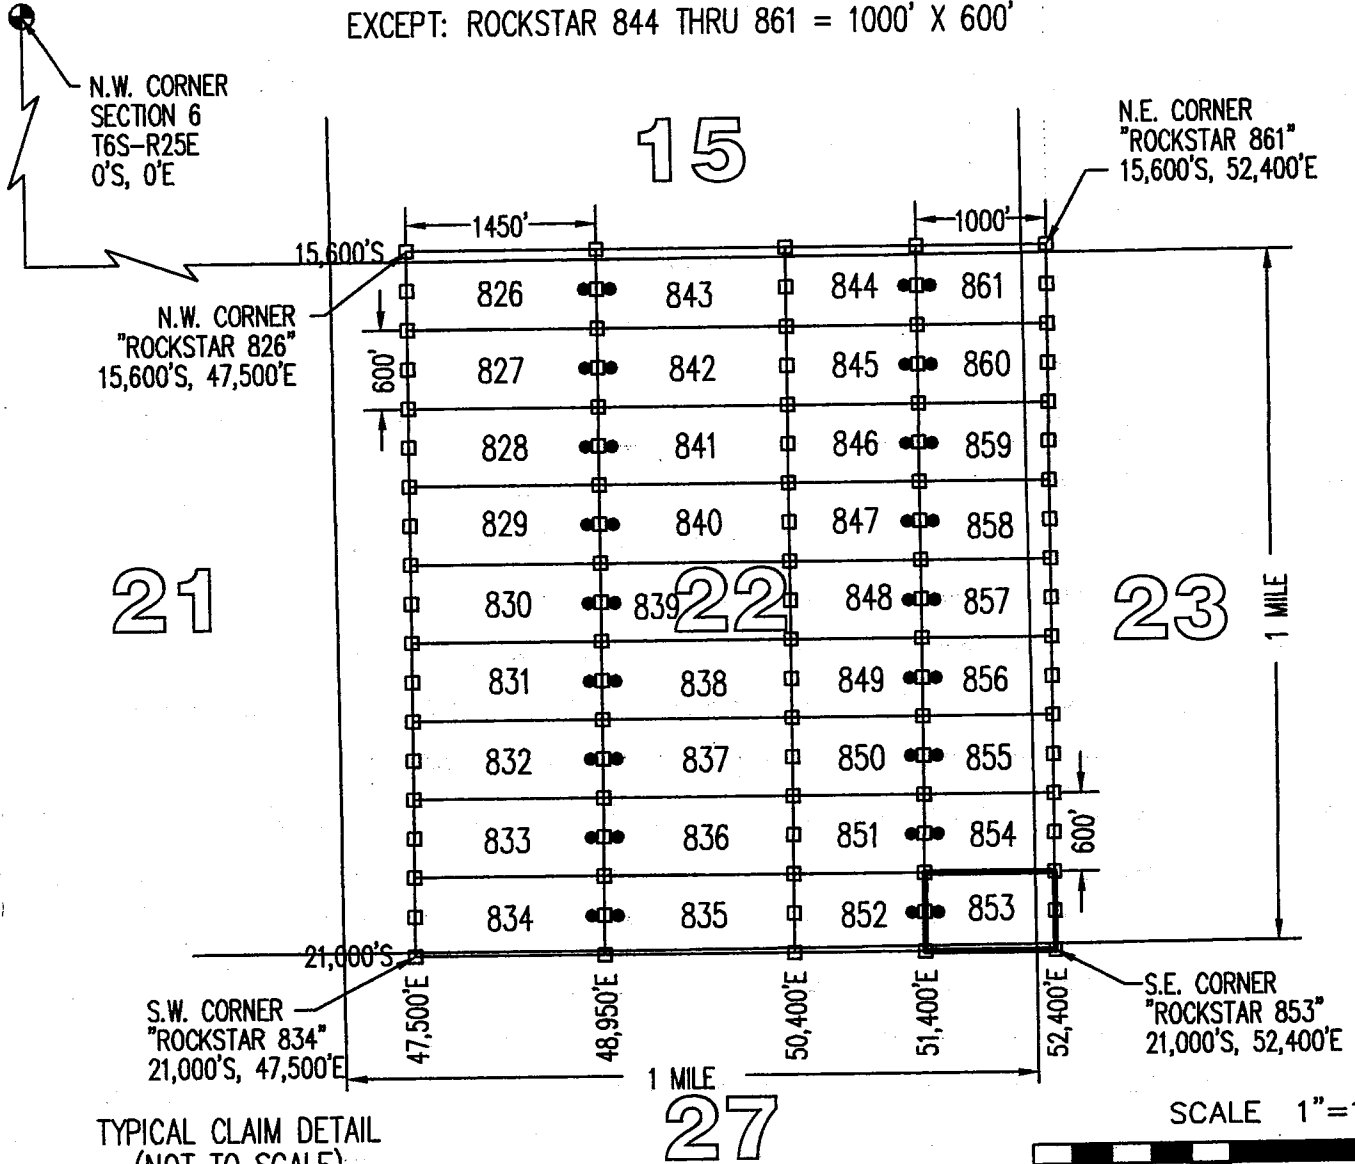 EXCEPT: ROCKSTAR 844 THRU 861 = 1000' X 600'
N.W. CORNER
SECTION 6
T6S-R25E
0'S, 0'E
15
N.E. CORNER
"ROCKSTAR 861"
15,600'S, 52,400'E
1450'
1000'
15,600'S
826 843 844 861
N.W. CORNER
"ROCKSTAR 826"
15,600'S, 47,500'E
600'
827 842 845 860
828 841 846 859
829 840 847 858
21
830 839 22 848 857
23
1 MILE
831 838 849 856
832 837 850 855
833 836 851 854
600'
834 835 852 853
21,000'S
S.W. CORNER
"ROCKSTAR 834"
21,000'S, 47,500'E
47,500'E
48,950'E
50,400'E
51,400'E
52,400'E
S.E. CORNER
"ROCKSTAR 853"
21,000'S, 52,400'E
1 MILE
27
TYPICAL CLAIM DETAIL
(NOT TO SCALE)
SCALE 1"=